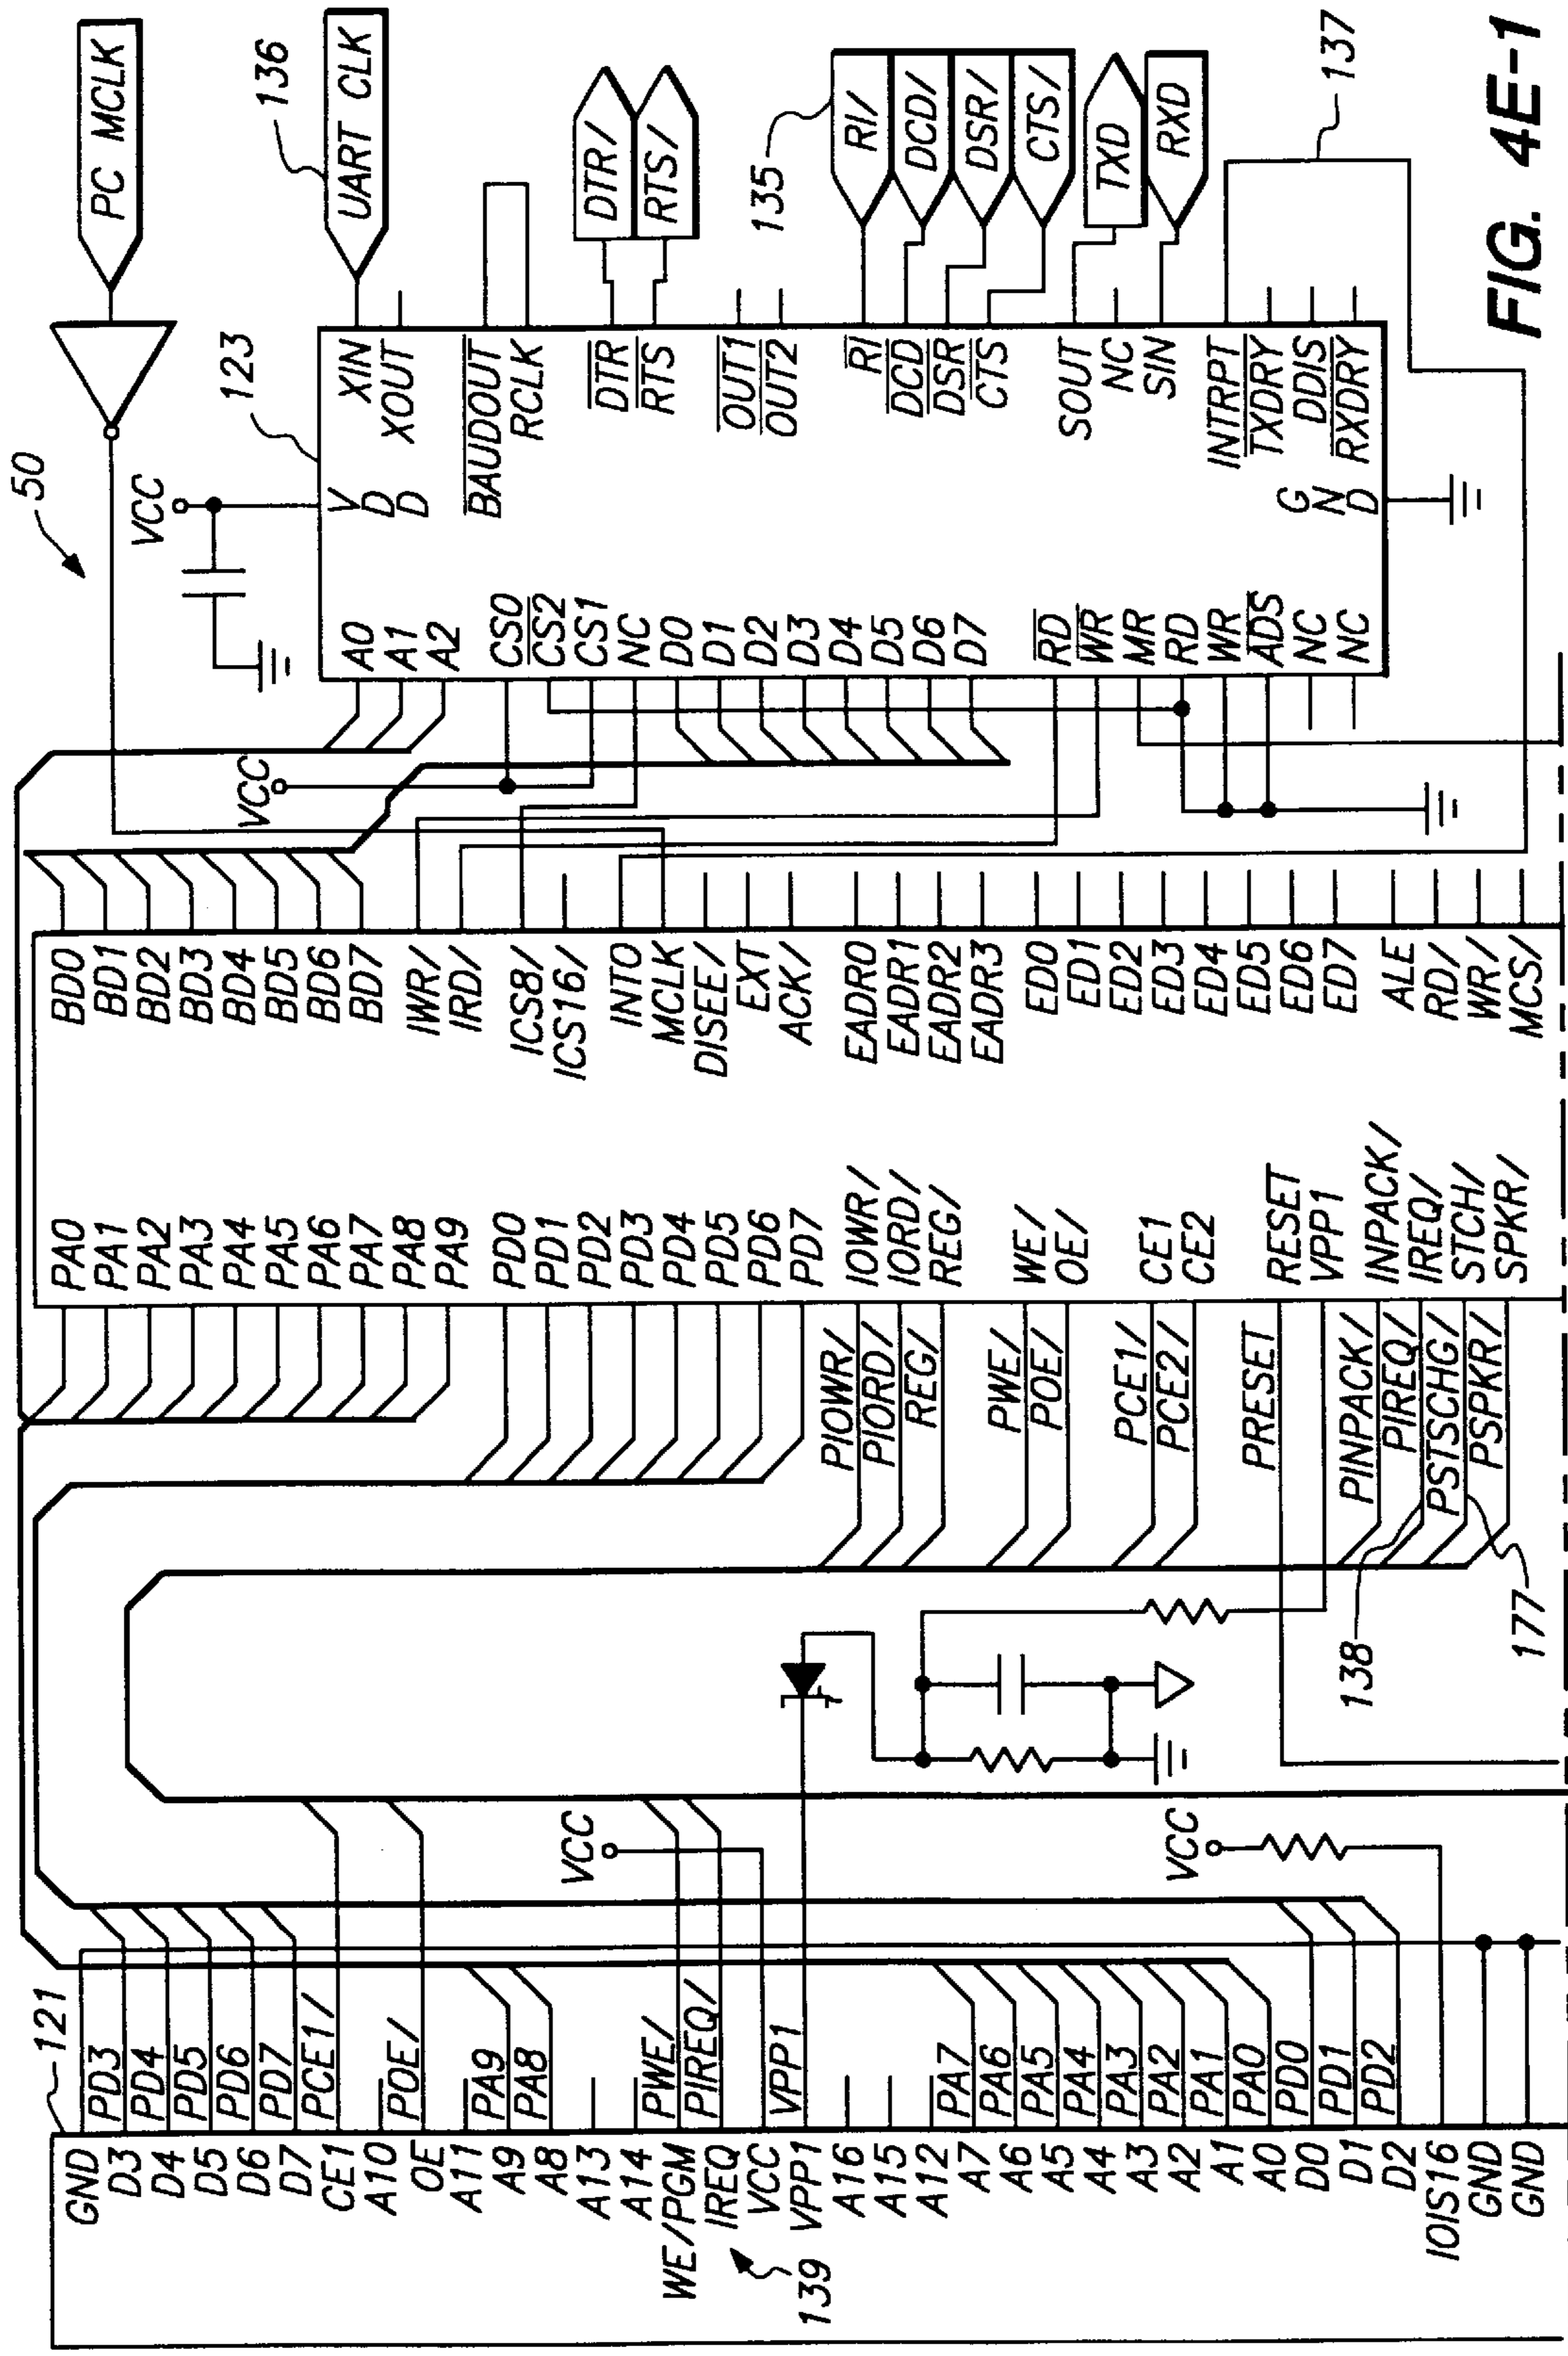 50
PC MCLK
VCC
123
136
UART CLK
VDD
XIN
XOUT
BAUDOUT
RCLK
DTR
RTS
OUT1
OUT2
RI
DCD
DSR
CTS
SOUT
NC
SIN
INTRPT
TXDRY
DDIS
RXDRY
GND
DTR/
RTS/
135
RI/
DCD/
DSR/
CTS/
TXD
RXD
137
A0
A1
A2
CS0
CS2
CS1
NC
D0
D1
D2
D3
D4
D5
D6
D7
RD
WR
MR
RD
WR
ADS
NC
NC
VCC
BD0
BD1
BD2
BD3
BD4
BD5
BD6
BD7
IWR/
IRD/
ICS8/
ICS16/
INTO
MCLK
DISEE/
EXT
ACK/
EADR0
EADR1
EADR2
EADR3
ED0
ED1
ED2
ED3
ED4
ED5
ED6
ED7
ALE
RD/
WR/
MCS/
PA0
PA1
PA2
PA3
PA4
PA5
PA6
PA7
PA8
PA9
PD0
PD1
PD2
PD3
PD4
PD5
PD6
PD7
IOWR/
IORD/
REG/
WE/
OE/
CE1
CE2
RESET
VPP1
INPACK/
IREQ/
STCH/
SPKR/
PIOWR/
PIORD/
REG/
PWE/
POE/
PCE1/
PCE2/
PRESET
PINPACK/
PIREQ/
PSTSCHG/
PSPKR/
138
177
VCC
VCC
121
PD3
PD4
PD5
PD6
PD7
PCE1/
POE/
PA9
PA8
PWE/
PIREQ/
VPP1
PA7
PA6
PA5
PA4
PA3
PA2
PA1
PA0
PD0
PD1
PD2
GND
D3
D4
D5
D6
D7
CE1
A10
OE
A11
A9
A8
A13
A14
WE/PGM
IREQ
VCC
VPP1
A16
A15
A12
A7
A6
A5
A4
A3
A2
A1
A0
D0
D1
D2
IOIS16
GND
GND
139
FIG. 4E-1